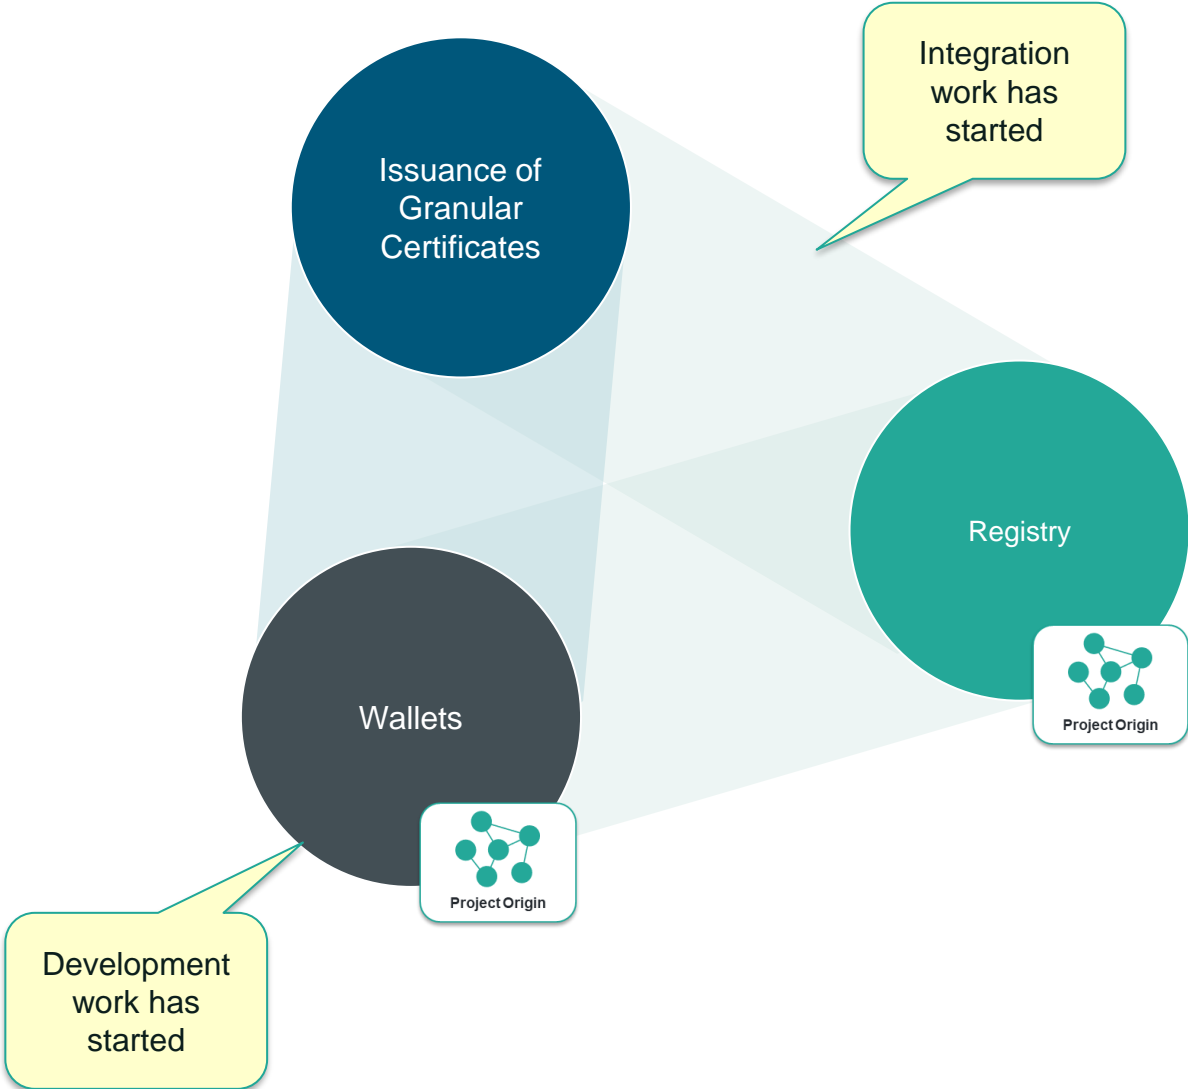 Integration
work has
started
Issuance of
Granular
Certificates
Registry
Project Origin
Wallets
Project Origin
Development
work has
started